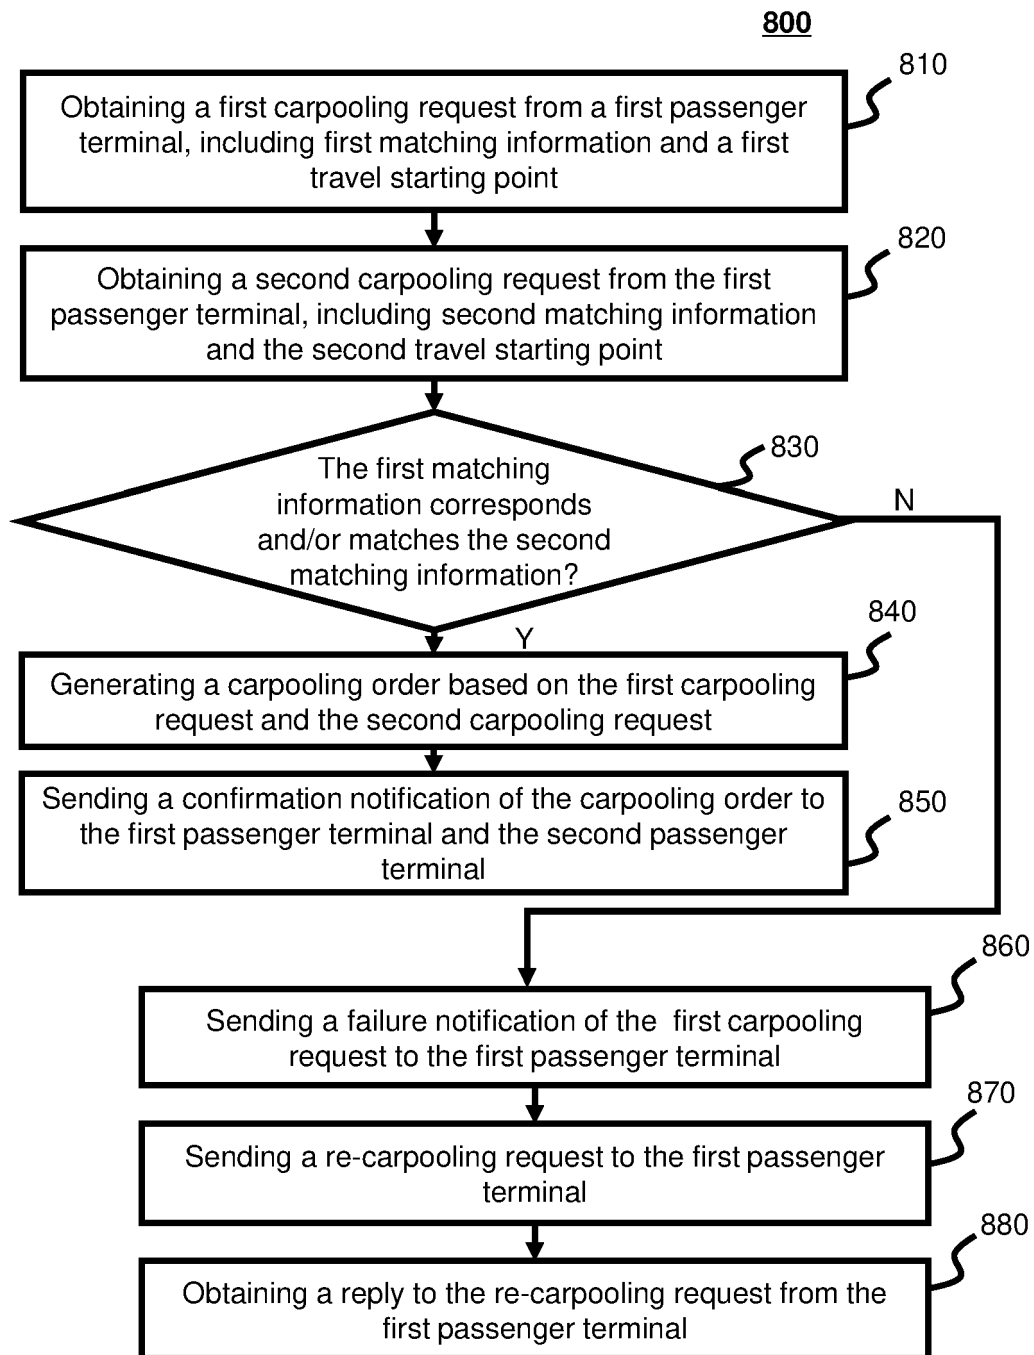 800
810
Obtaining a first carpooling request from a first passenger
terminal, including first matching information and a first
travel starting point
820
Obtaining a second carpooling request from the first
passenger terminal, including second matching information
and the second travel starting point
830
The first matching
information corresponds
and/or matches the second
matching information?
N
Y
840
Generating a carpooling order based on the first carpooling
request and the second carpooling request
850
Sending a confirmation notification of the carpooling order to
the first passenger terminal and the second passenger
terminal
860
Sending a failure notification of the first carpooling
request to the first passenger terminal
870
Sending a re-carpooling request to the first passenger
terminal
880
Obtaining a reply to the re-carpooling request from the
first passenger terminal